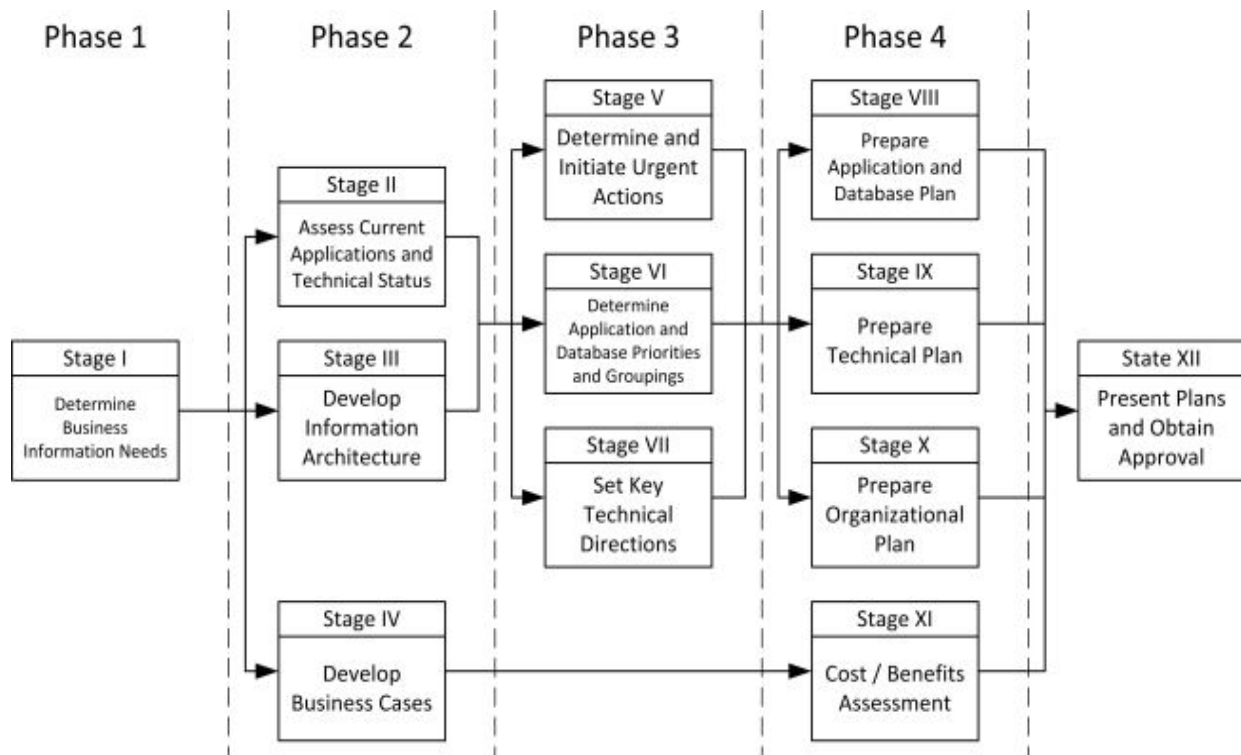 Phase 1
Phase 2
Phase 3
Phase 4
Stage I
Determine
Business
Information Needs
Stage II
Assess Current
Applications and
Technical Status
Stage III
Develop
Information
Architecture
Stage IV
Develop
Business Cases
Stage V
Determine and
Initiate Urgent
Actions
Stage VI
Determine
Application and
Database Priorities
and Groupings
Stage VII
Set Key
Technical
Directions
Stage VIII
Prepare
Application and
Database Plan
Stage IX
Prepare
Technical Plan
Stage X
Prepare
Organizational
Plan
Stage XI
Cost / Benefits
Assessment
State XII
Present Plans
and Obtain
Approval